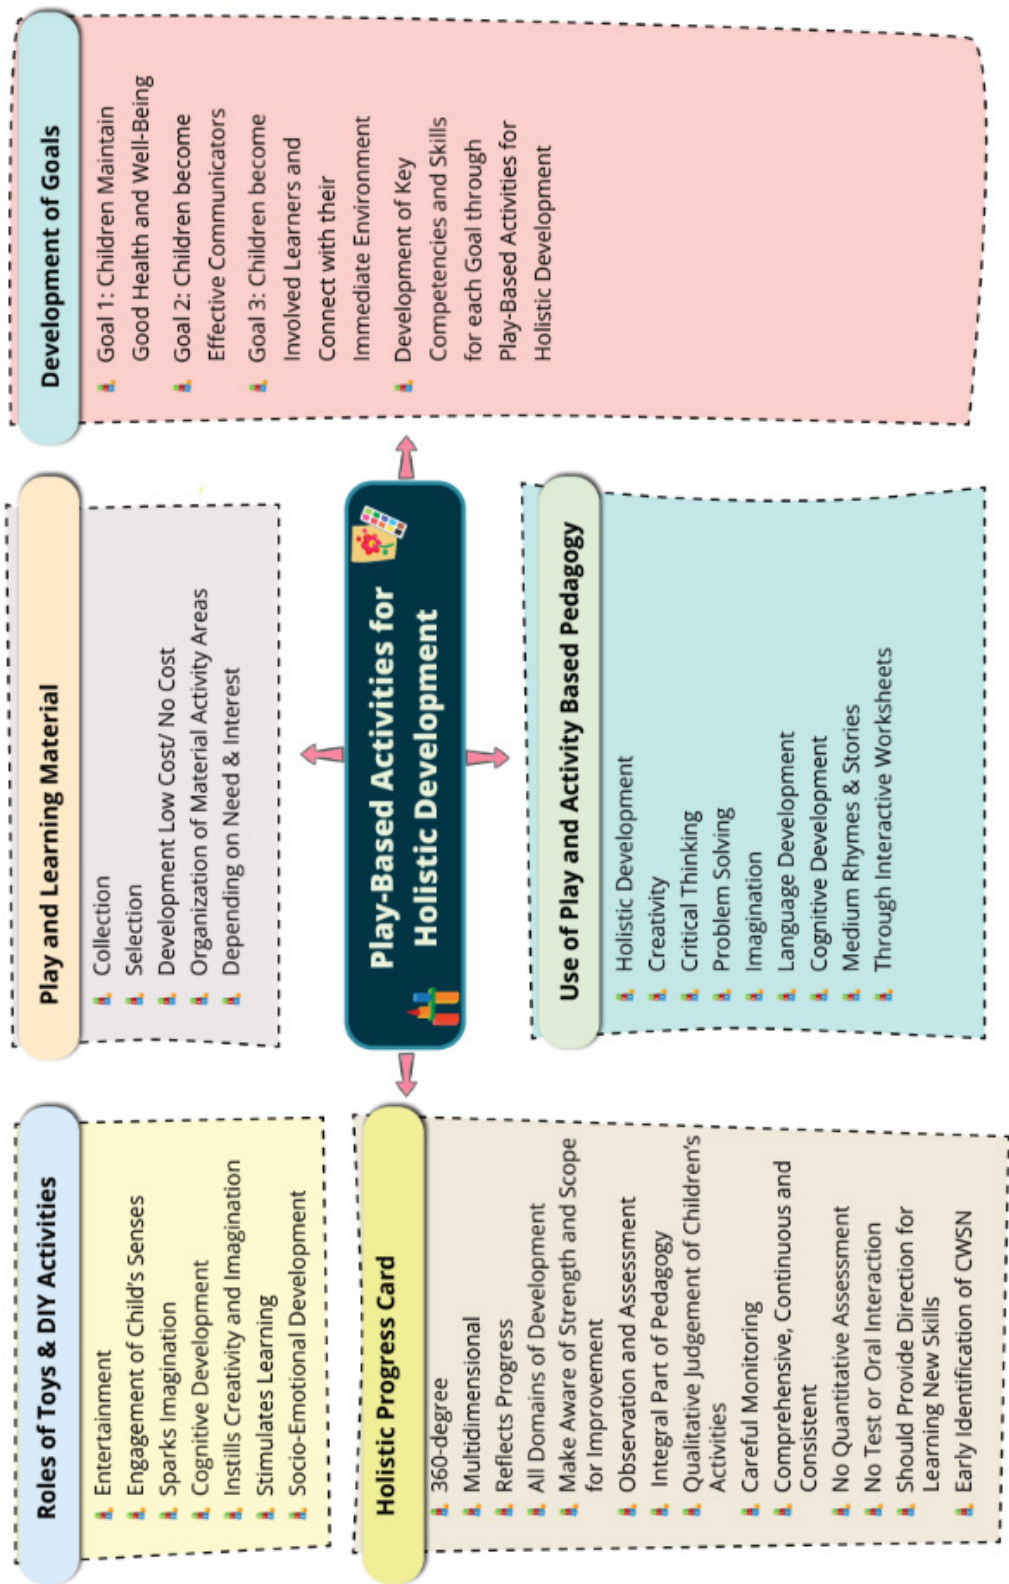 Roles of Toys & DIY Activities
Entertainment
Engagement of Child's Senses
Sparks Imagination
Cognitive Development
Instills Creativity and Imagination
Stimulates Learning
Socio-Emotional Development
Play and Learning Material
Collection
Selection
Development Low Cost/ No Cost
Organization of Material Activity Areas
Depending on Need & Interest
Development of Goals
Goal 1: Children Maintain
Good Health and Well-Being
Goal 2: Children become
Effective Communicators
Goal 3: Children become
Involved Learners and
Connect with their
Immediate Environment
Development of Key
Competencies and Skills
for each Goal through
Play-Based Activities for
Holistic Development
Play-Based Activities for
Holistic Development
Holistic Progress Card
360-degree
Multidimensional
Reflects Progress
All Domains of Development
Make Aware of Strength and Scope
for Improvement
Observation and Assessment
Integral Part of Pedagogy
Qualitative Judgement of Children's
Activities
Careful Monitoring
Comprehensive, Continuous and
Consistent
No Quantitative Assessment
No Test or Oral Interaction
Should Provide Direction for
Learning New Skills
Early Identification of CWSN
Use of Play and Activity Based Pedagogy
Holistic Development
Creativity
Critical Thinking
Problem Solving
Imagination
Language Development
Cognitive Development
Medium Rhymes & Stories
Through Interactive Worksheets